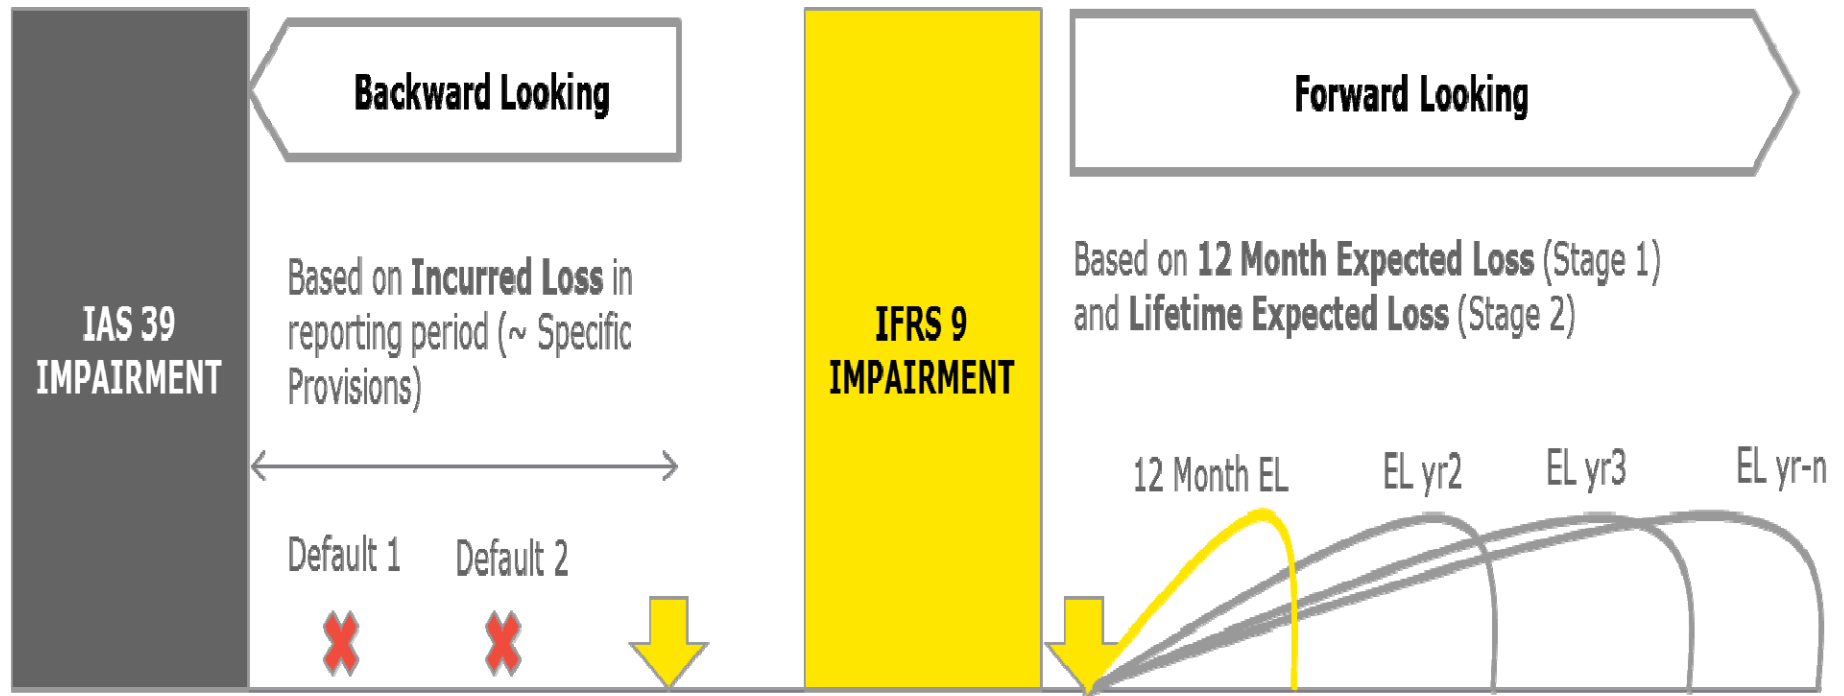 IAS 39
IMPAIRMENT
Backward Looking
Based on Incurred Loss in
reporting period (~ Specific
Provisions)
Default 1
Default 2
IFRS 9
IMPAIRMENT
Forward Looking
Based on 12 Month Expected Loss (Stage 1)
and Lifetime Expected Loss (Stage 2)
12 Month EL
EL yr2
EL yr3
EL yr-n